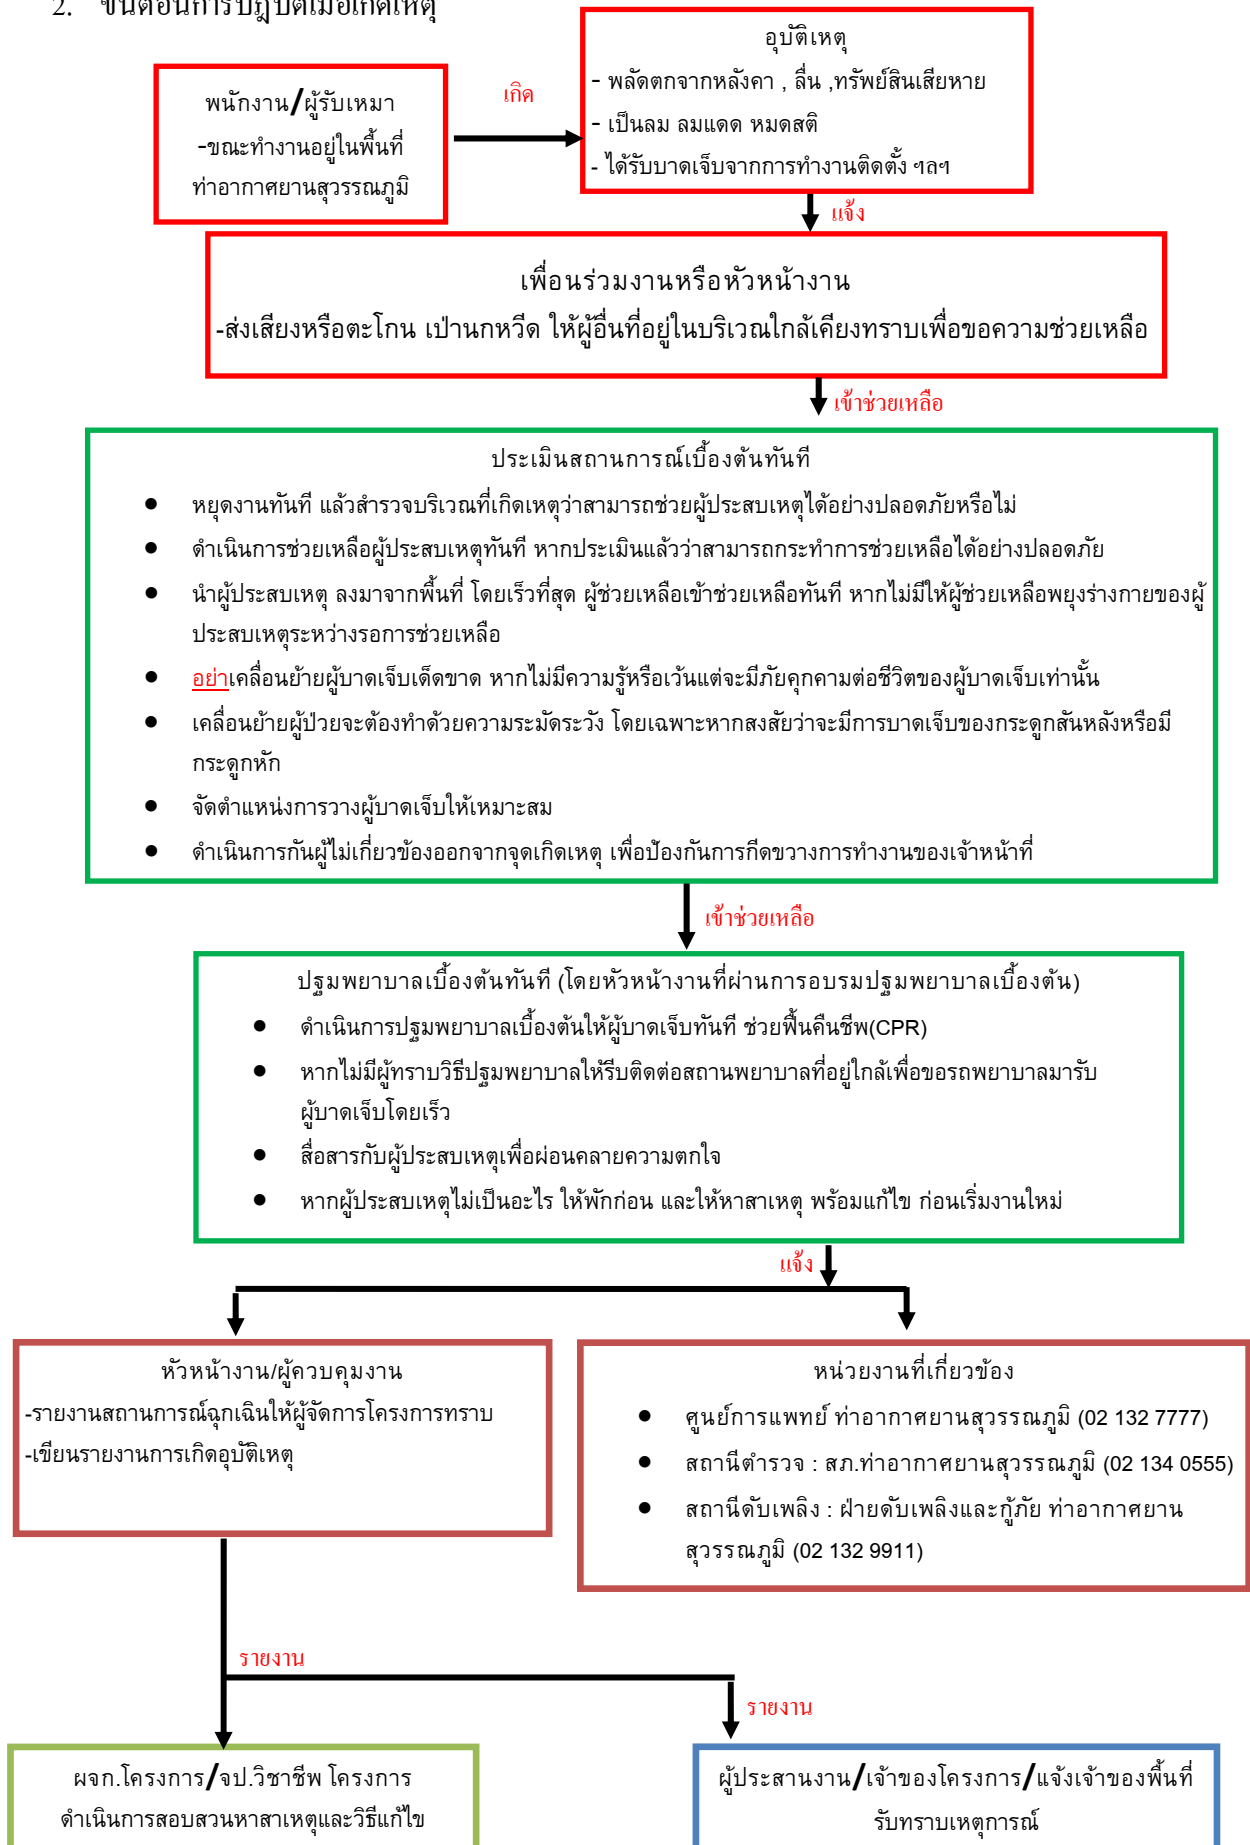 2. ขั้นตอนการปฏิบัติเมื่อเกิดเหตุ
พนักงาน/ผู้รับเหมา
-ขณะทำงานอยู่ในพื้นที่
ท่าอากาศยานสุวรรณภูมิ
เกิด
อุบัติเหตุ
- พลัดตกจากหลังคา , ลื่น ,ทรัพย์สินเสียหาย
- เป็นลม ลมแดด หมดสติ
- ได้รับบาดเจ็บจากการทำงานติดตั้ง ฯลฯ
แจ้ง
เพื่อนร่วมงานหรือหัวหน้างาน
-ส่งเสียงหรือตะโกน เป่านกหวีด ให้ผู้อื่นที่อยู่ในบริเวณใกล้เคียงทราบเพื่อขอความช่วยเหลือ
เข้าช่วยเหลือ
ประเมินสถานการณ์เบื้องต้นทันที
● หยุดงานทันที แล้วสำรวจบริเวณที่เกิดเหตุว่าสามารถช่วยผู้ประสบเหตุได้อย่างปลอดภัยหรือไม่
● ดำเนินการช่วยเหลือผู้ประสบเหตุทันที หากประเมินแล้วว่าสามารถกระทำการช่วยเหลือได้อย่างปลอดภัย
● นำผู้ประสบเหตุ ลงมาจากพื้นที่ โดยเร็วที่สุด ผู้ช่วยเหลือเข้าช่วยเหลือทันที หากไม่มีให้ผู้ช่วยเหลือพยุงร่างกายของผู้
ประสบเหตุระหว่างรอการช่วยเหลือ
● อย่าเคลื่อนย้ายผู้บาดเจ็บเด็ดขาด หากไม่มีความรู้หรือเว้นแต่จะมีภัยคุกคามต่อชีวิตของผู้บาดเจ็บเท่านั้น
● เคลื่อนย้ายผู้ป่วยจะต้องทำด้วยความระมัดระวัง โดยเฉพาะหากสงสัยว่าจะมีการบาดเจ็บของกระดูกสันหลังหรือมี
กระดูกหัก
● จัดตำแหน่งการวางผู้บาดเจ็บให้เหมาะสม
● ดำเนินการกันผู้ไม่เกี่ยวข้องออกจากจุดเกิดเหตุ เพื่อป้องกันการกีดขวางการทำงานของเจ้าหน้าที่
เข้าช่วยเหลือ
ปฐมพยาบาลเบื้องต้นทันที (โดยหัวหน้างานที่ผ่านการอบรมปฐมพยาบาลเบื้องต้น)
● ดำเนินการปฐมพยาบาลเบื้องต้นให้ผู้บาดเจ็บทันที ช่วยฟื้นคืนชีพ(CPR)
● หากไม่มีผู้ทราบวิธีปฐมพยาบาลให้รีบติดต่อสถานพยาบาลที่อยู่ใกล้เพื่อขอรถพยาบาลมารับ
ผู้บาดเจ็บโดยเร็ว
● สื่อสารกับผู้ประสบเหตุเพื่อผ่อนคลายความตกใจ
● หากผู้ประสบเหตุไม่เป็นอะไร ให้พักก่อน และให้หาสาเหตุ พร้อมแก้ไข ก่อนเริ่มงานใหม่
แจ้ง
หัวหน้างาน/ผู้ควบคุมงาน
-รายงานสถานการณ์ฉุกเฉินให้ผู้จัดการโครงการทราบ
-เขียนรายงานการเกิดอุบัติเหตุ
หน่วยงานที่เกี่ยวข้อง
● ศูนย์การแพทย์ ท่าอากาศยานสุวรรณภูมิ (02 132 7777)
● สถานีตำรวจ : สภ.ท่าอากาศยานสุวรรณภูมิ (02 134 0555)
● สถานีดับเพลิง : ฝ่ายดับเพลิงและกู้ภัย ท่าอากาศยาน
สุวรรณภูมิ (02 132 9911)
รายงาน
รายงาน
ผจก.โครงการ/จป.วิชาชีพ โครงการ
ดำเนินการสอบสวนหาสาเหตุและวิธีแก้ไข
ผู้ประสานงาน/เจ้าของโครงการ/แจ้งเจ้าของพื้นที่
รับทราบเหตุการณ์